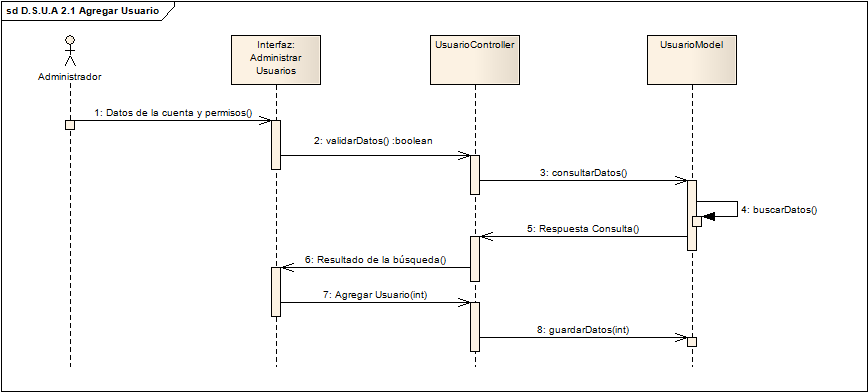 sd D.S.U.A 2.1 Agregar Usuario
Administrador
Interfaz:
Administrar
Usuarios
UsuarioController
UsuarioModel
1: Datos de la cuenta y permisos()
2: validarDatos() :boolean
3: consultarDatos()
4: buscarDatos()
5: Respuesta Consulta()
6: Resultado de la búsqueda()
7: Agregar Usuario(int)
8: guardarDatos(int)